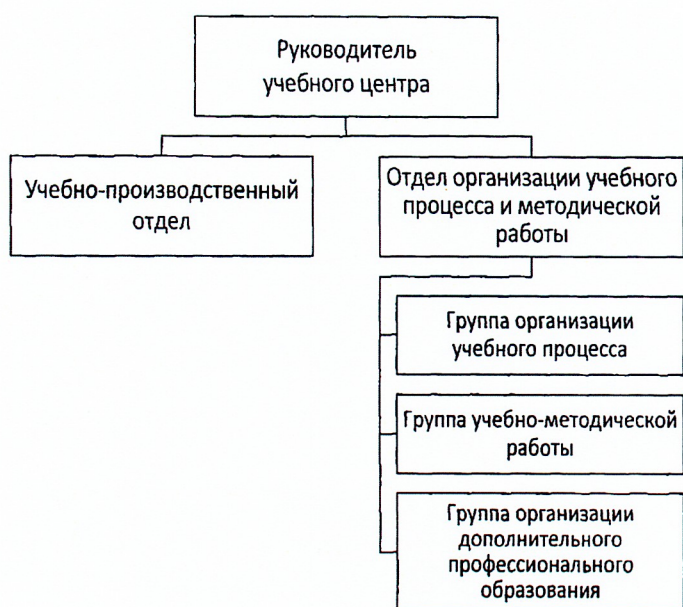 Руководитель
учебного центра
Учебно-производственный
отдел
Отдел организации учебного
процесса и методической
работы
Группа организации
учебного процесса
Группа учебно-методической
работы
Группа организации
дополнительного
профессионального
образования